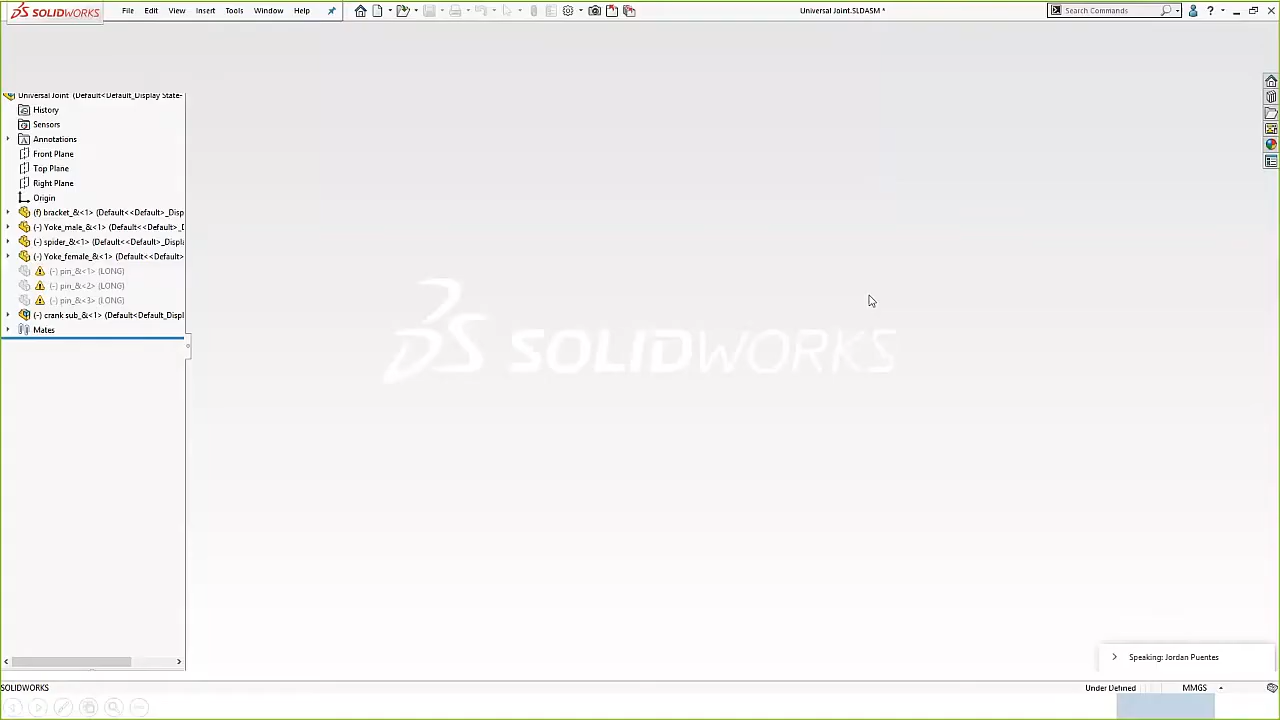 SOLIDWORKS File Edit View Insert Tools Window Help Universal Joint.SLDASM * Search Commands ?
Universal Joint (Default<Default_Display State-
History
Sensors
Annotations
Front Plane
Top Plane
Right Plane
Origin
(f) bracket_&<1> (Default<<Default>_Disp
(-) Yoke_male_&<1> (Default<<Default>_D
(-) spider_&<1> (Default<<Default>_Displa
(-) Yoke_female_&<1> (Default<<Default>
(-) pin_&<1> (LONG)
(-) pin_&<2> (LONG)
(-) pin_&<3> (LONG)
(-) crank sub_&<1> (Default<Default_Displ
Mates
SOLIDWORKS
Speaking: Jordan Puentes
SOLIDWORKS Under Defined MMGS